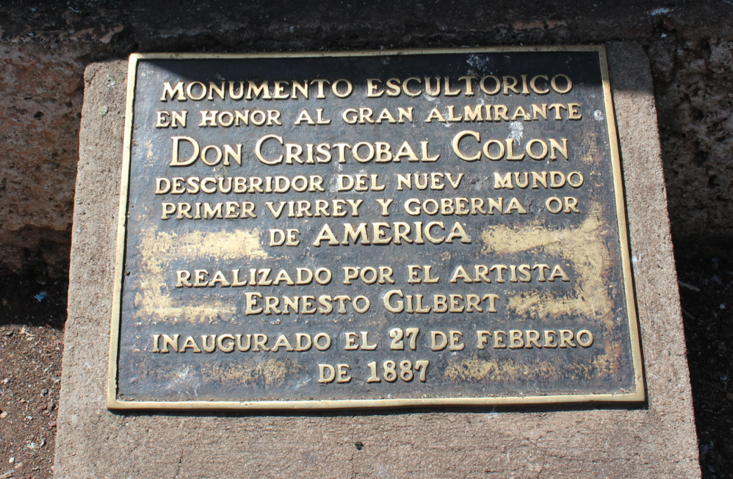 MONUMENTO ESCULTÓRICO
EN HONOR AL GRAN ALMIRANTE
DON CRISTOBAL COLON
DESCUBRIDOR DEL NUEV MUNDO
PRIMER VIRREY Y GOBERNA OR
DE AMERICA
REALIZADO POR EL ARTISTA
ERNESTO GILBERT
INAUGURADO EL 27 DE FEBRERO
DE 1887